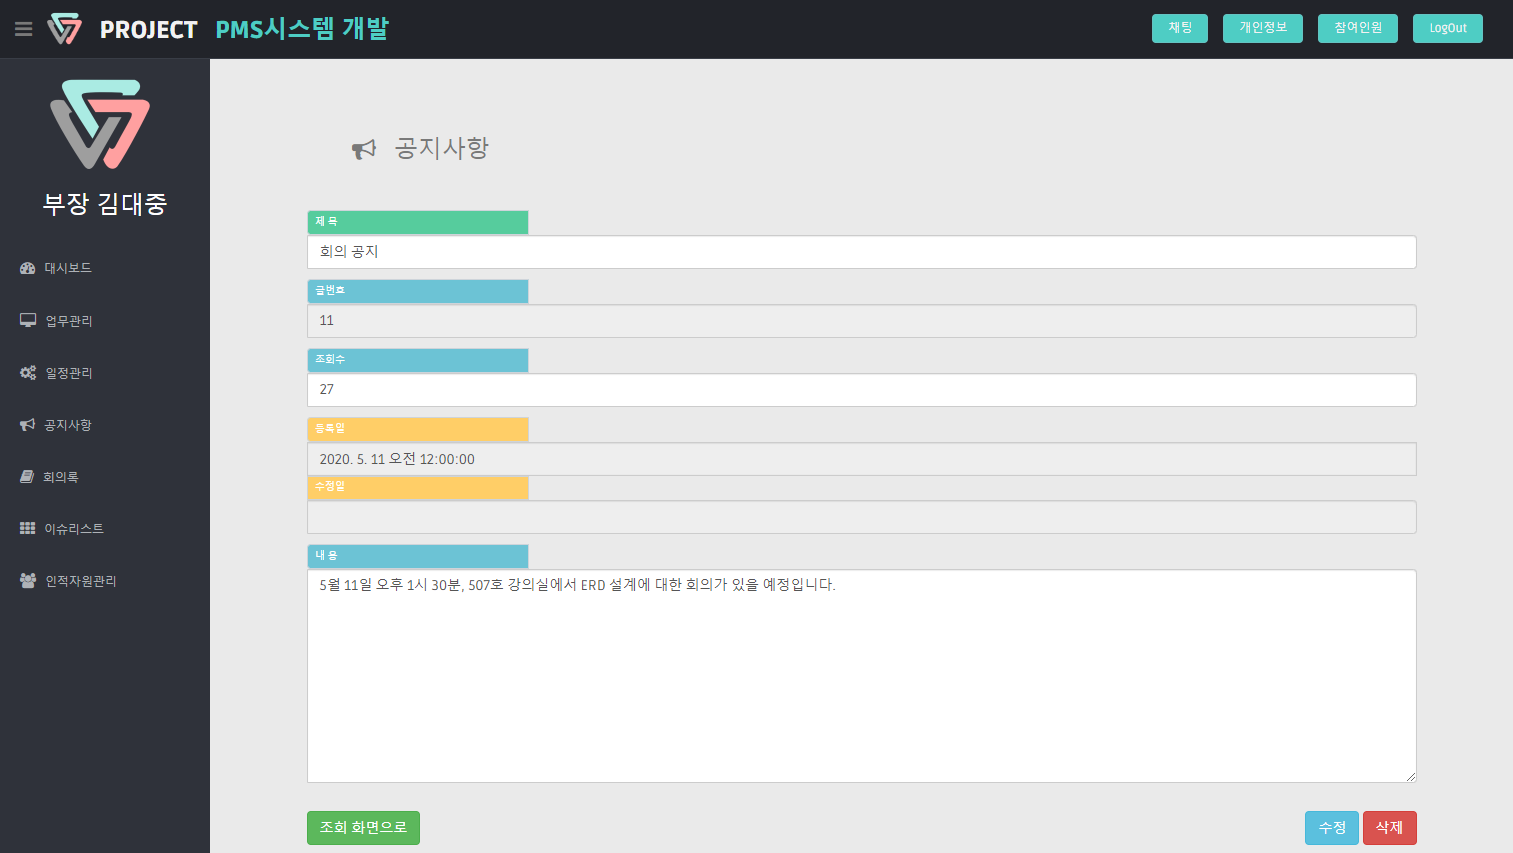 PROJECT PMS시스템 개발
채팅 개인정보 참여인원 LogOut
부장 김대중
대시보드
업무관리
일정관리
공지사항
회의록
이슈리스트
인적자원관리
공지사항
제 목
회의 공지
글번호
11
조회수
27
등록일
2020. 5. 11 오전 12:00:00
수정일
내 용
5월 11일 오후 1시 30분, 507호 강의실에서 ERD 설계에 대한 회의가 있을 예정입니다.
조회 화면으로 수정 삭제